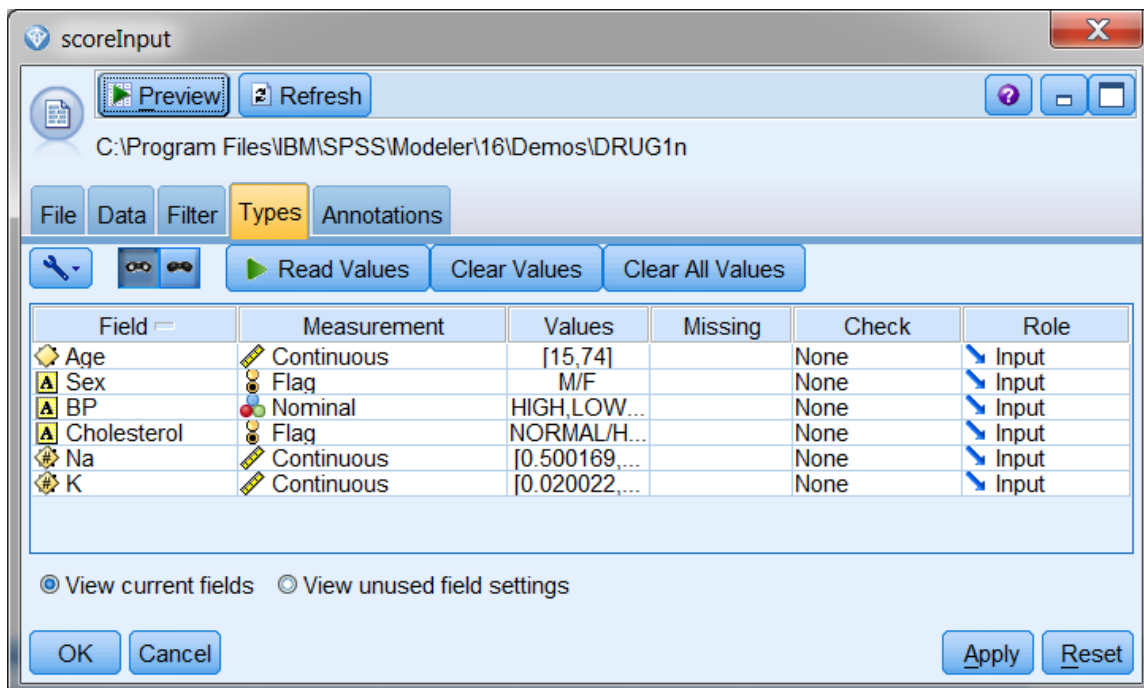 scoreInput
Preview Refresh
C:\Program Files\IBM\SPSS\Modeler\16\Demos\DRUG1n
File Data Filter Types Annotations
Read Values Clear Values Clear All Values
Field Measurement Values Missing Check Role
Age Continuous [15,74] None Input
A Sex Flag M/F None Input
A BP Nominal HIGH,LOW... None Input
A Cholesterol Flag NORMAL/H... None Input
# Na Continuous [0.500169,... None Input
# K Continuous [0.020022,... None Input
View current fields View unused field settings
OK Cancel Apply Reset